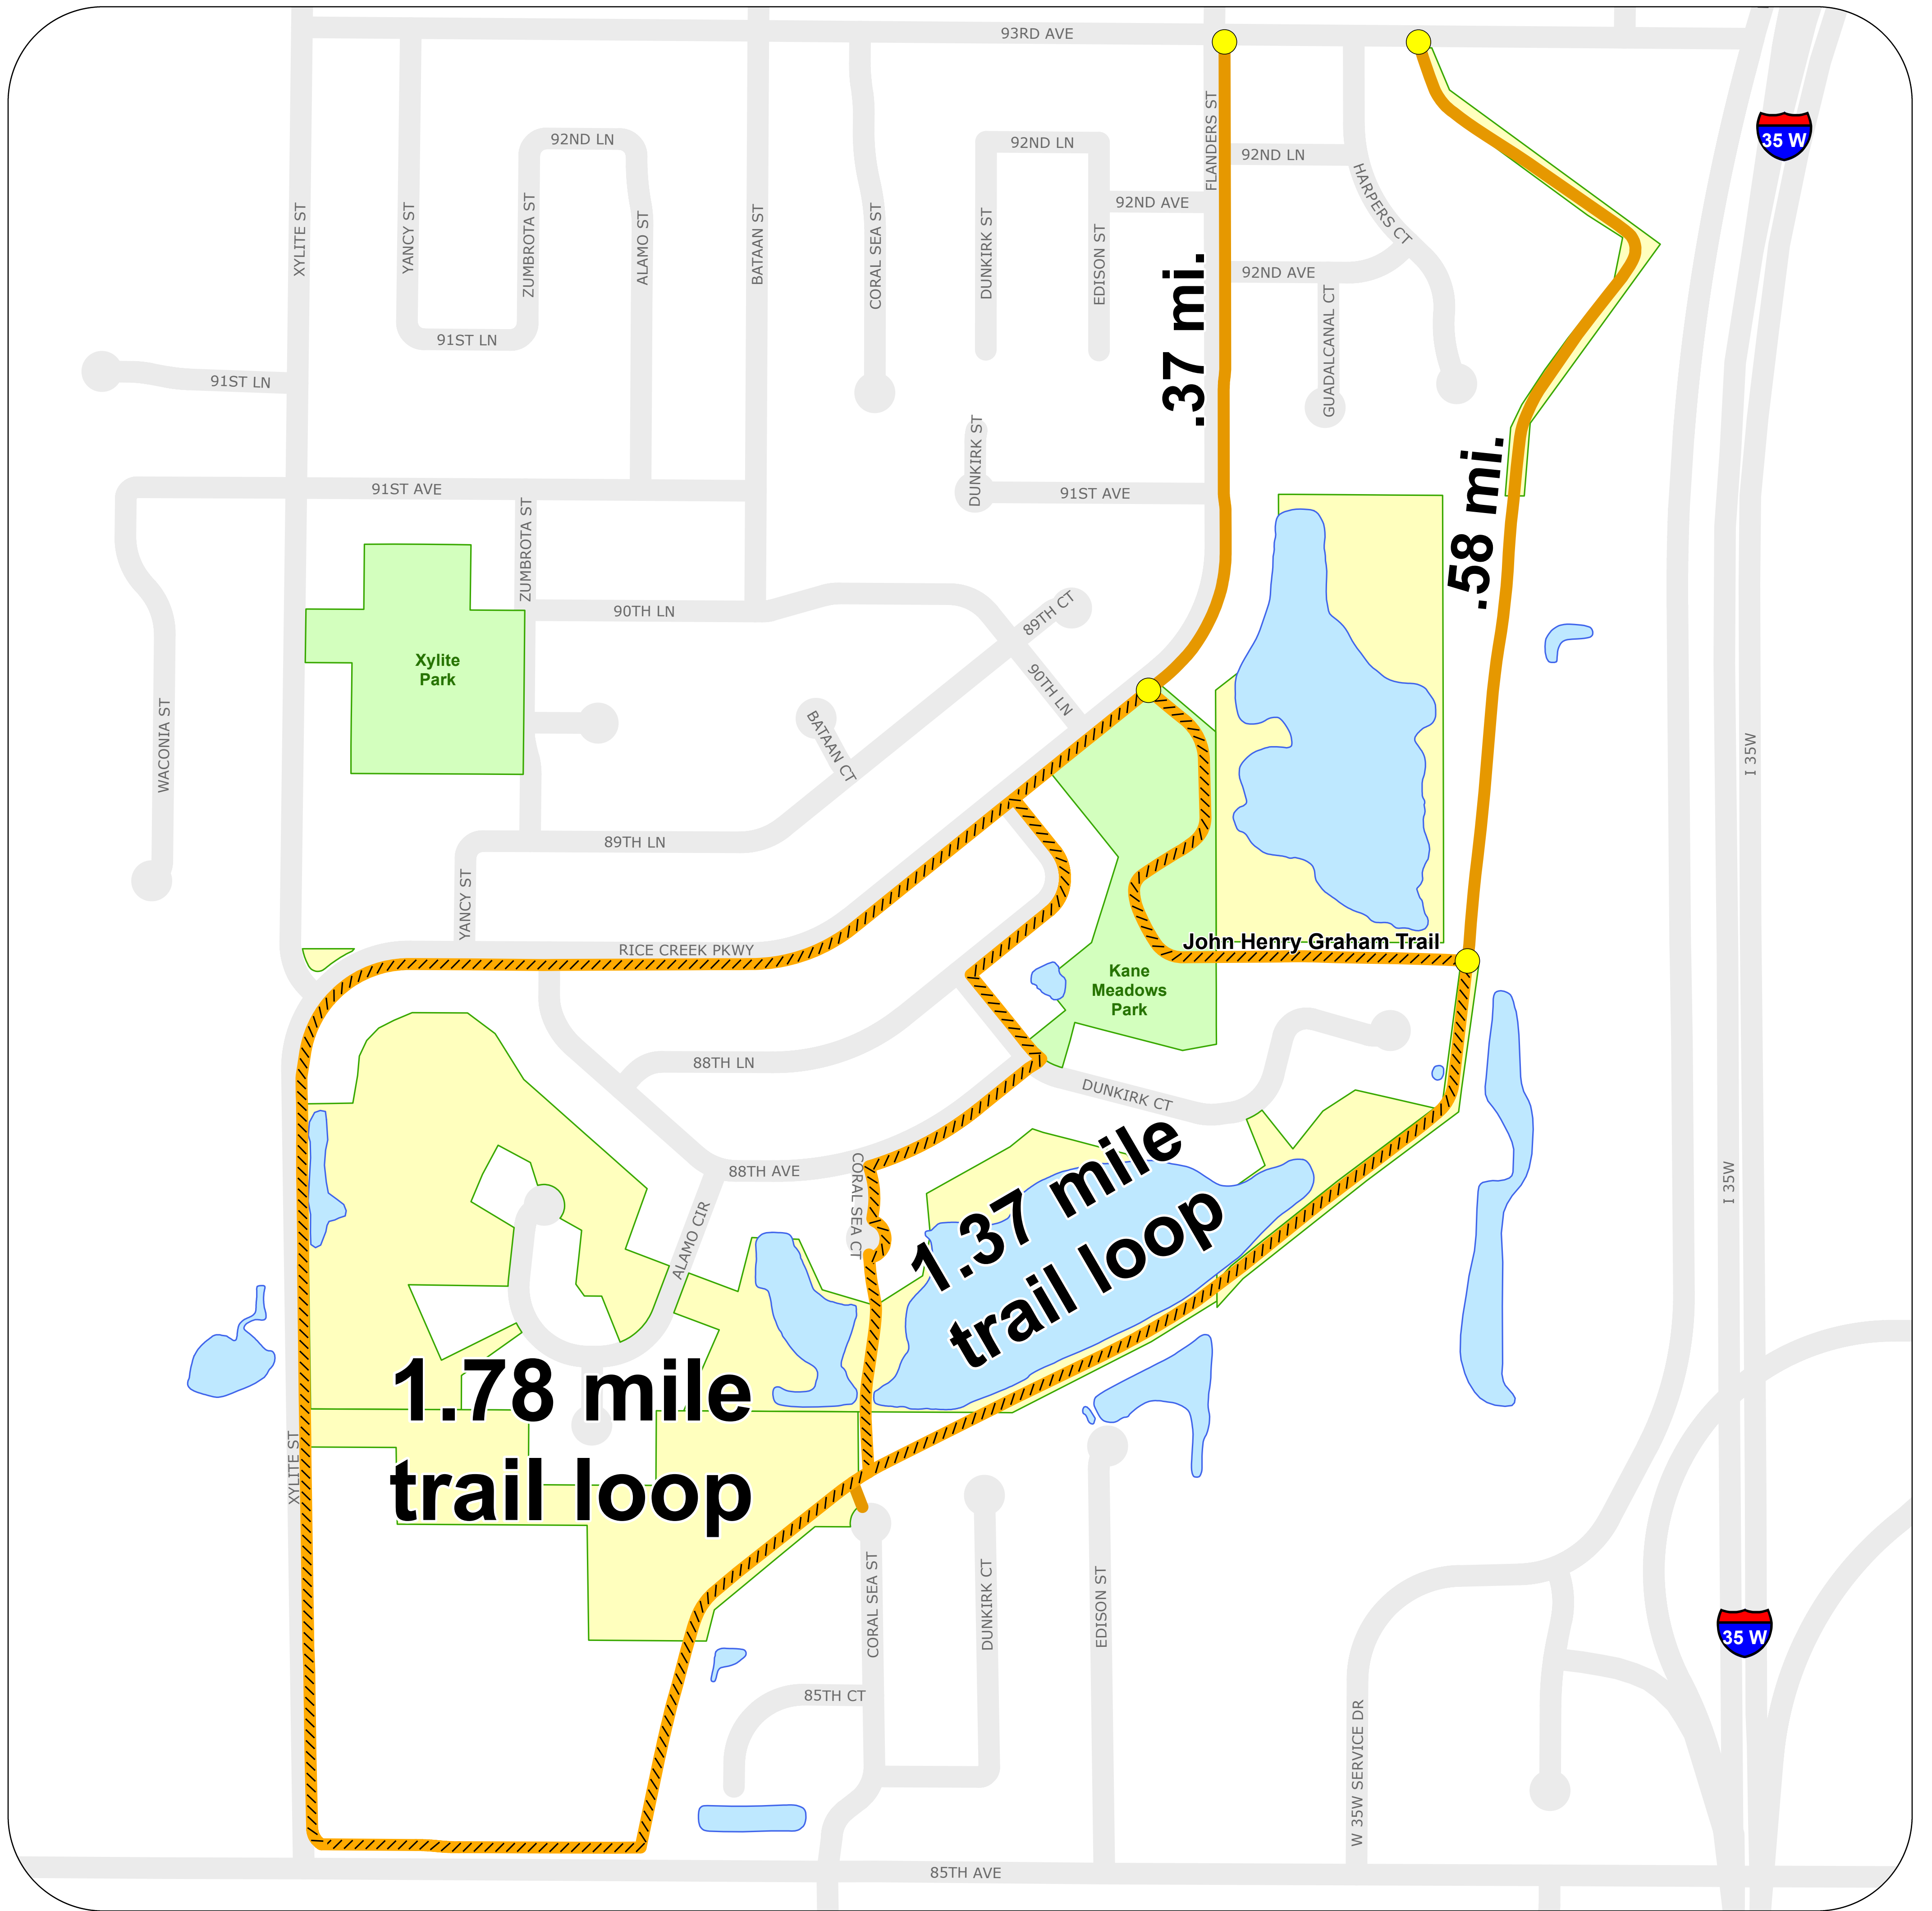 93RD AVE
35 W
92ND LN
92ND LN
92ND LN
FLANDERS ST
HARPERS CT
92ND AVE
XYLITE ST
YANCY ST
ZUMBROTA ST
ALAMO ST
BATAAN ST
CORAL SEA ST
DUNKIRK ST
EDISON ST
92ND AVE
.37 mi.
GUADALCANAL CT
91ST LN
91ST LN
DUNKIRK ST
.58 mi.
91ST AVE
91ST AVE
ZUMBROTA ST
90TH LN
89TH CT
Xylite
Park
90TH LN
WACONIA ST
BATAAN CT
I 35W
89TH LN
YANCY ST
RICE CREEK PKWY
John Henry Graham Trail
Kane
Meadows
Park
88TH LN
DUNKIRK CT
88TH AVE
CORAL SEA CT
ALAMO CIR
I 35W
1.37 mile
trail loop
1.78 mile
trail loop
XYLITE ST
CORAL SEA ST
DUNKIRK CT
EDISON ST
35 W
85TH CT
W 35W SERVICE DR
85TH AVE